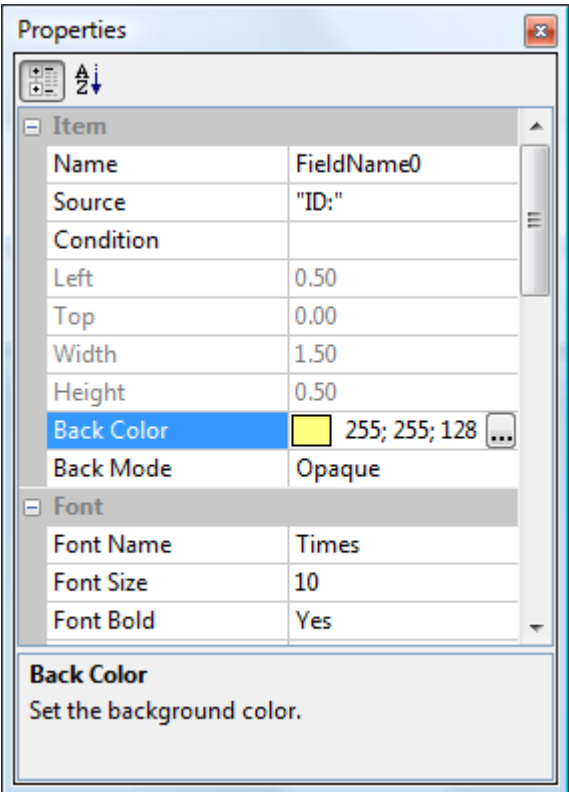 Properties
Item
Name FieldName0
Source "ID:"
Condition
Left 0.50
Top 0.00
Width 1.50
Height 0.50
Back Color 255; 255; 128 ...
Back Mode Opaque
Font
Font Name Times
Font Size 10
Font Bold Yes
Back Color
Set the background color.